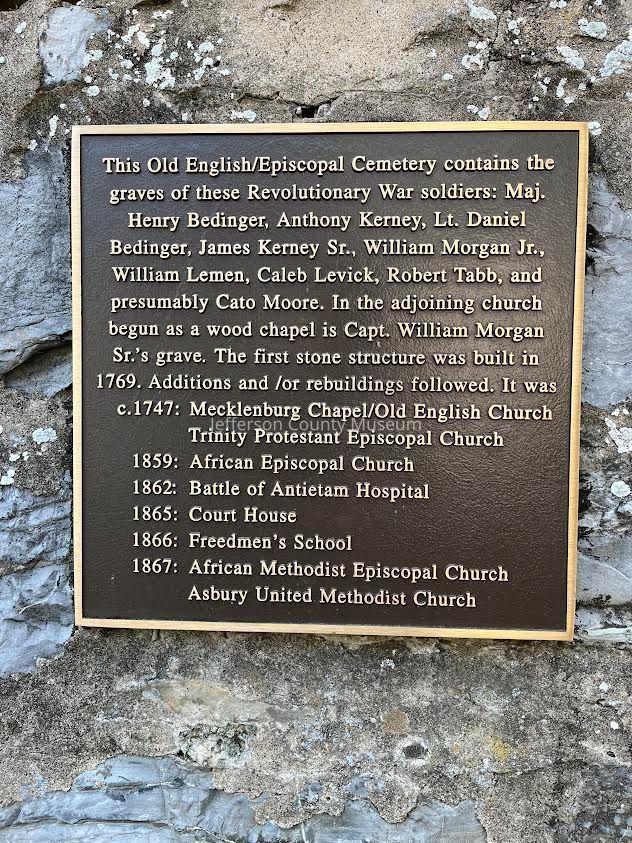 This Old English/Episcopal Cemetery contains the
graves of these Revolutionary War soldiers: Maj.
Henry Bedinger, Anthony Kerney, Lt. Daniel
Bedinger, James Kerney Sr., William Morgan Jr.,
William Lemen, Caleb Levick, Robert Tabb, and
presumably Cato Moore. In the adjoining church
begun as a wood chapel is Capt. William Morgan
Sr.'s grave. The first stone structure was built in
1769. Additions and /or rebuildings followed. It was
c.1747: Mecklenburg Chapel/Old English Church
Jefferson County Museum
Trinity Protestant Episcopal Church
1859: African Episcopal Church
1862: Battle of Antietam Hospital
1865: Court House
1866: Freedmen's School
1867: African Methodist Episcopal Church
Asbury United Methodist Church